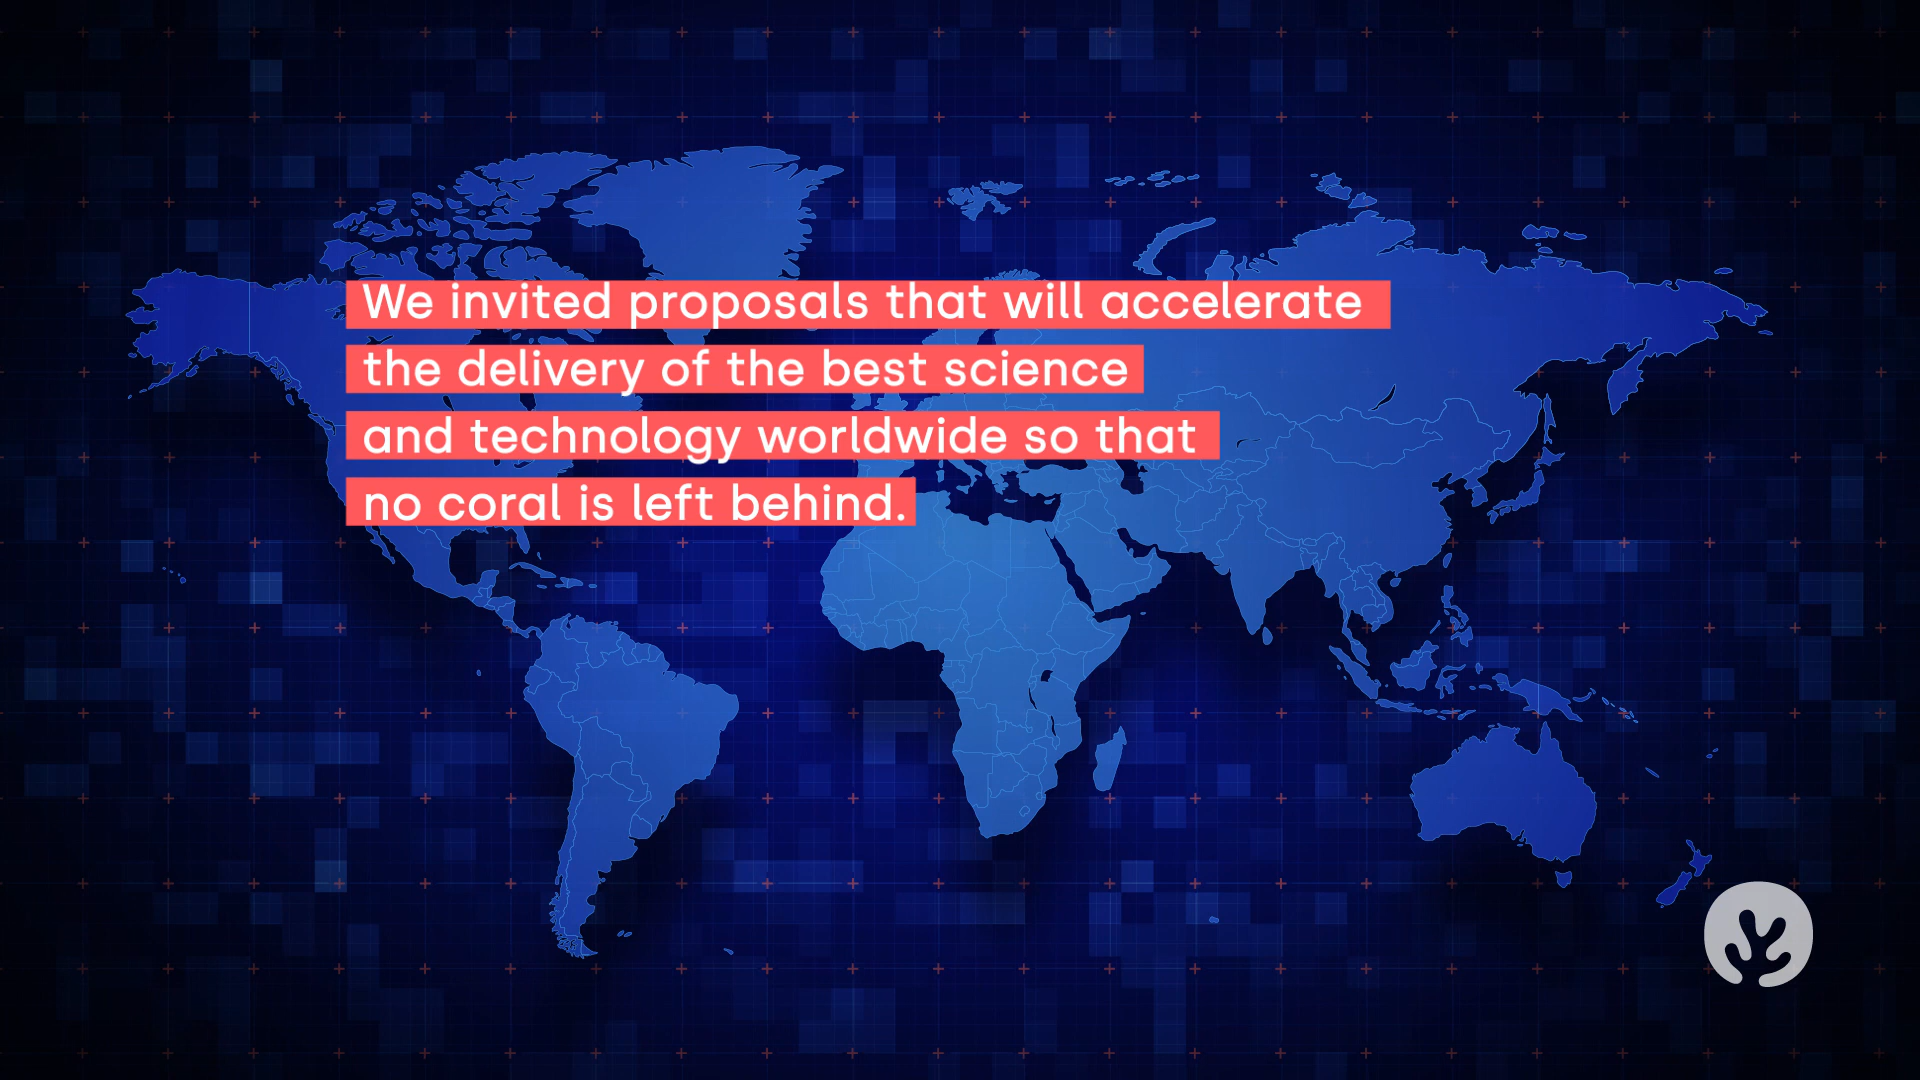 We invited proposals that will accelerate
the delivery of the best science
and technology worldwide so that
no coral is left behind.